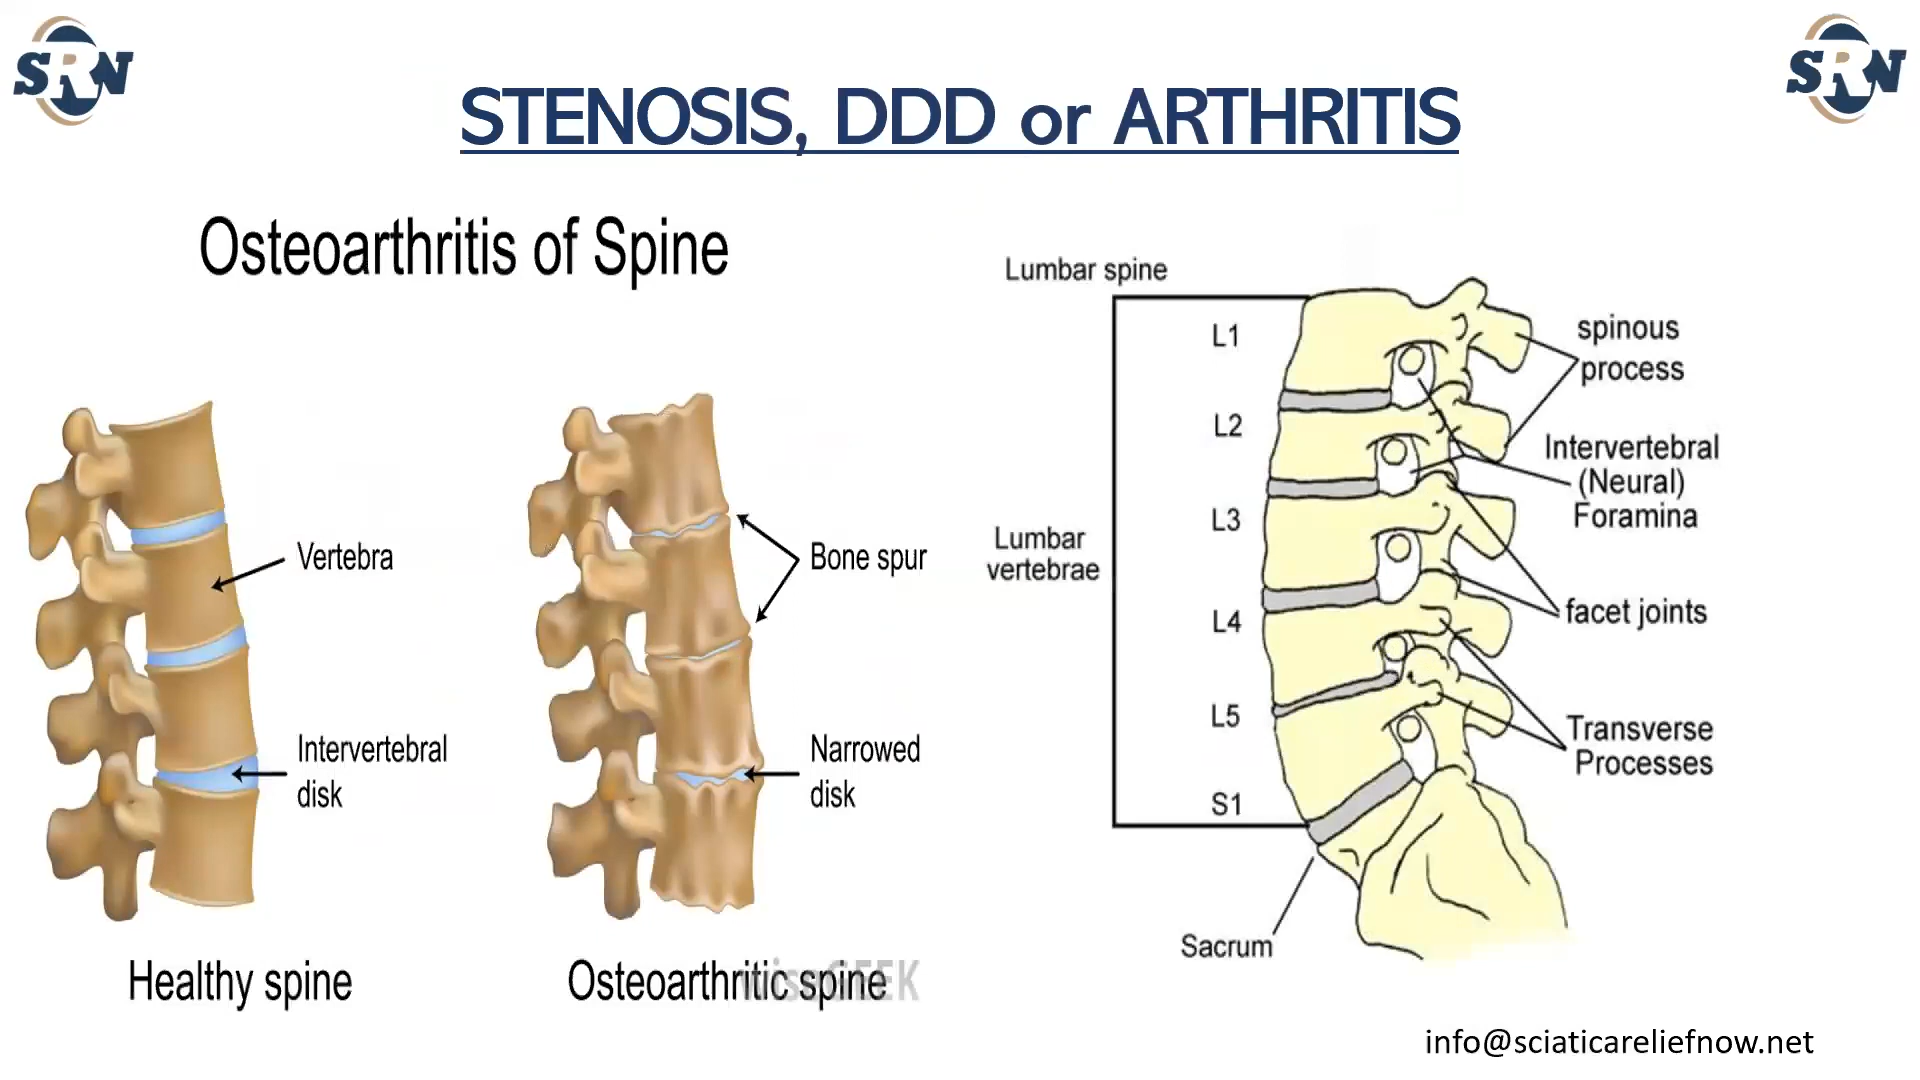 SRN
SRN
STENOSIS, DDD or ARTHRITIS
Osteoarthritis of Spine
Vertebra
Intervertebral
disk
Healthy spine
Bone spur
Narrowed
disk
Osteoarthritic spine
wiseGEEK
Lumbar spine
L1
L2
L3
L4
L5
S1
Lumbar
vertebrae
Sacrum
spinous
process
Intervertebral
(Neural)
Foramina
facet joints
Transverse
Processes
info@sciaticareliefnow.net